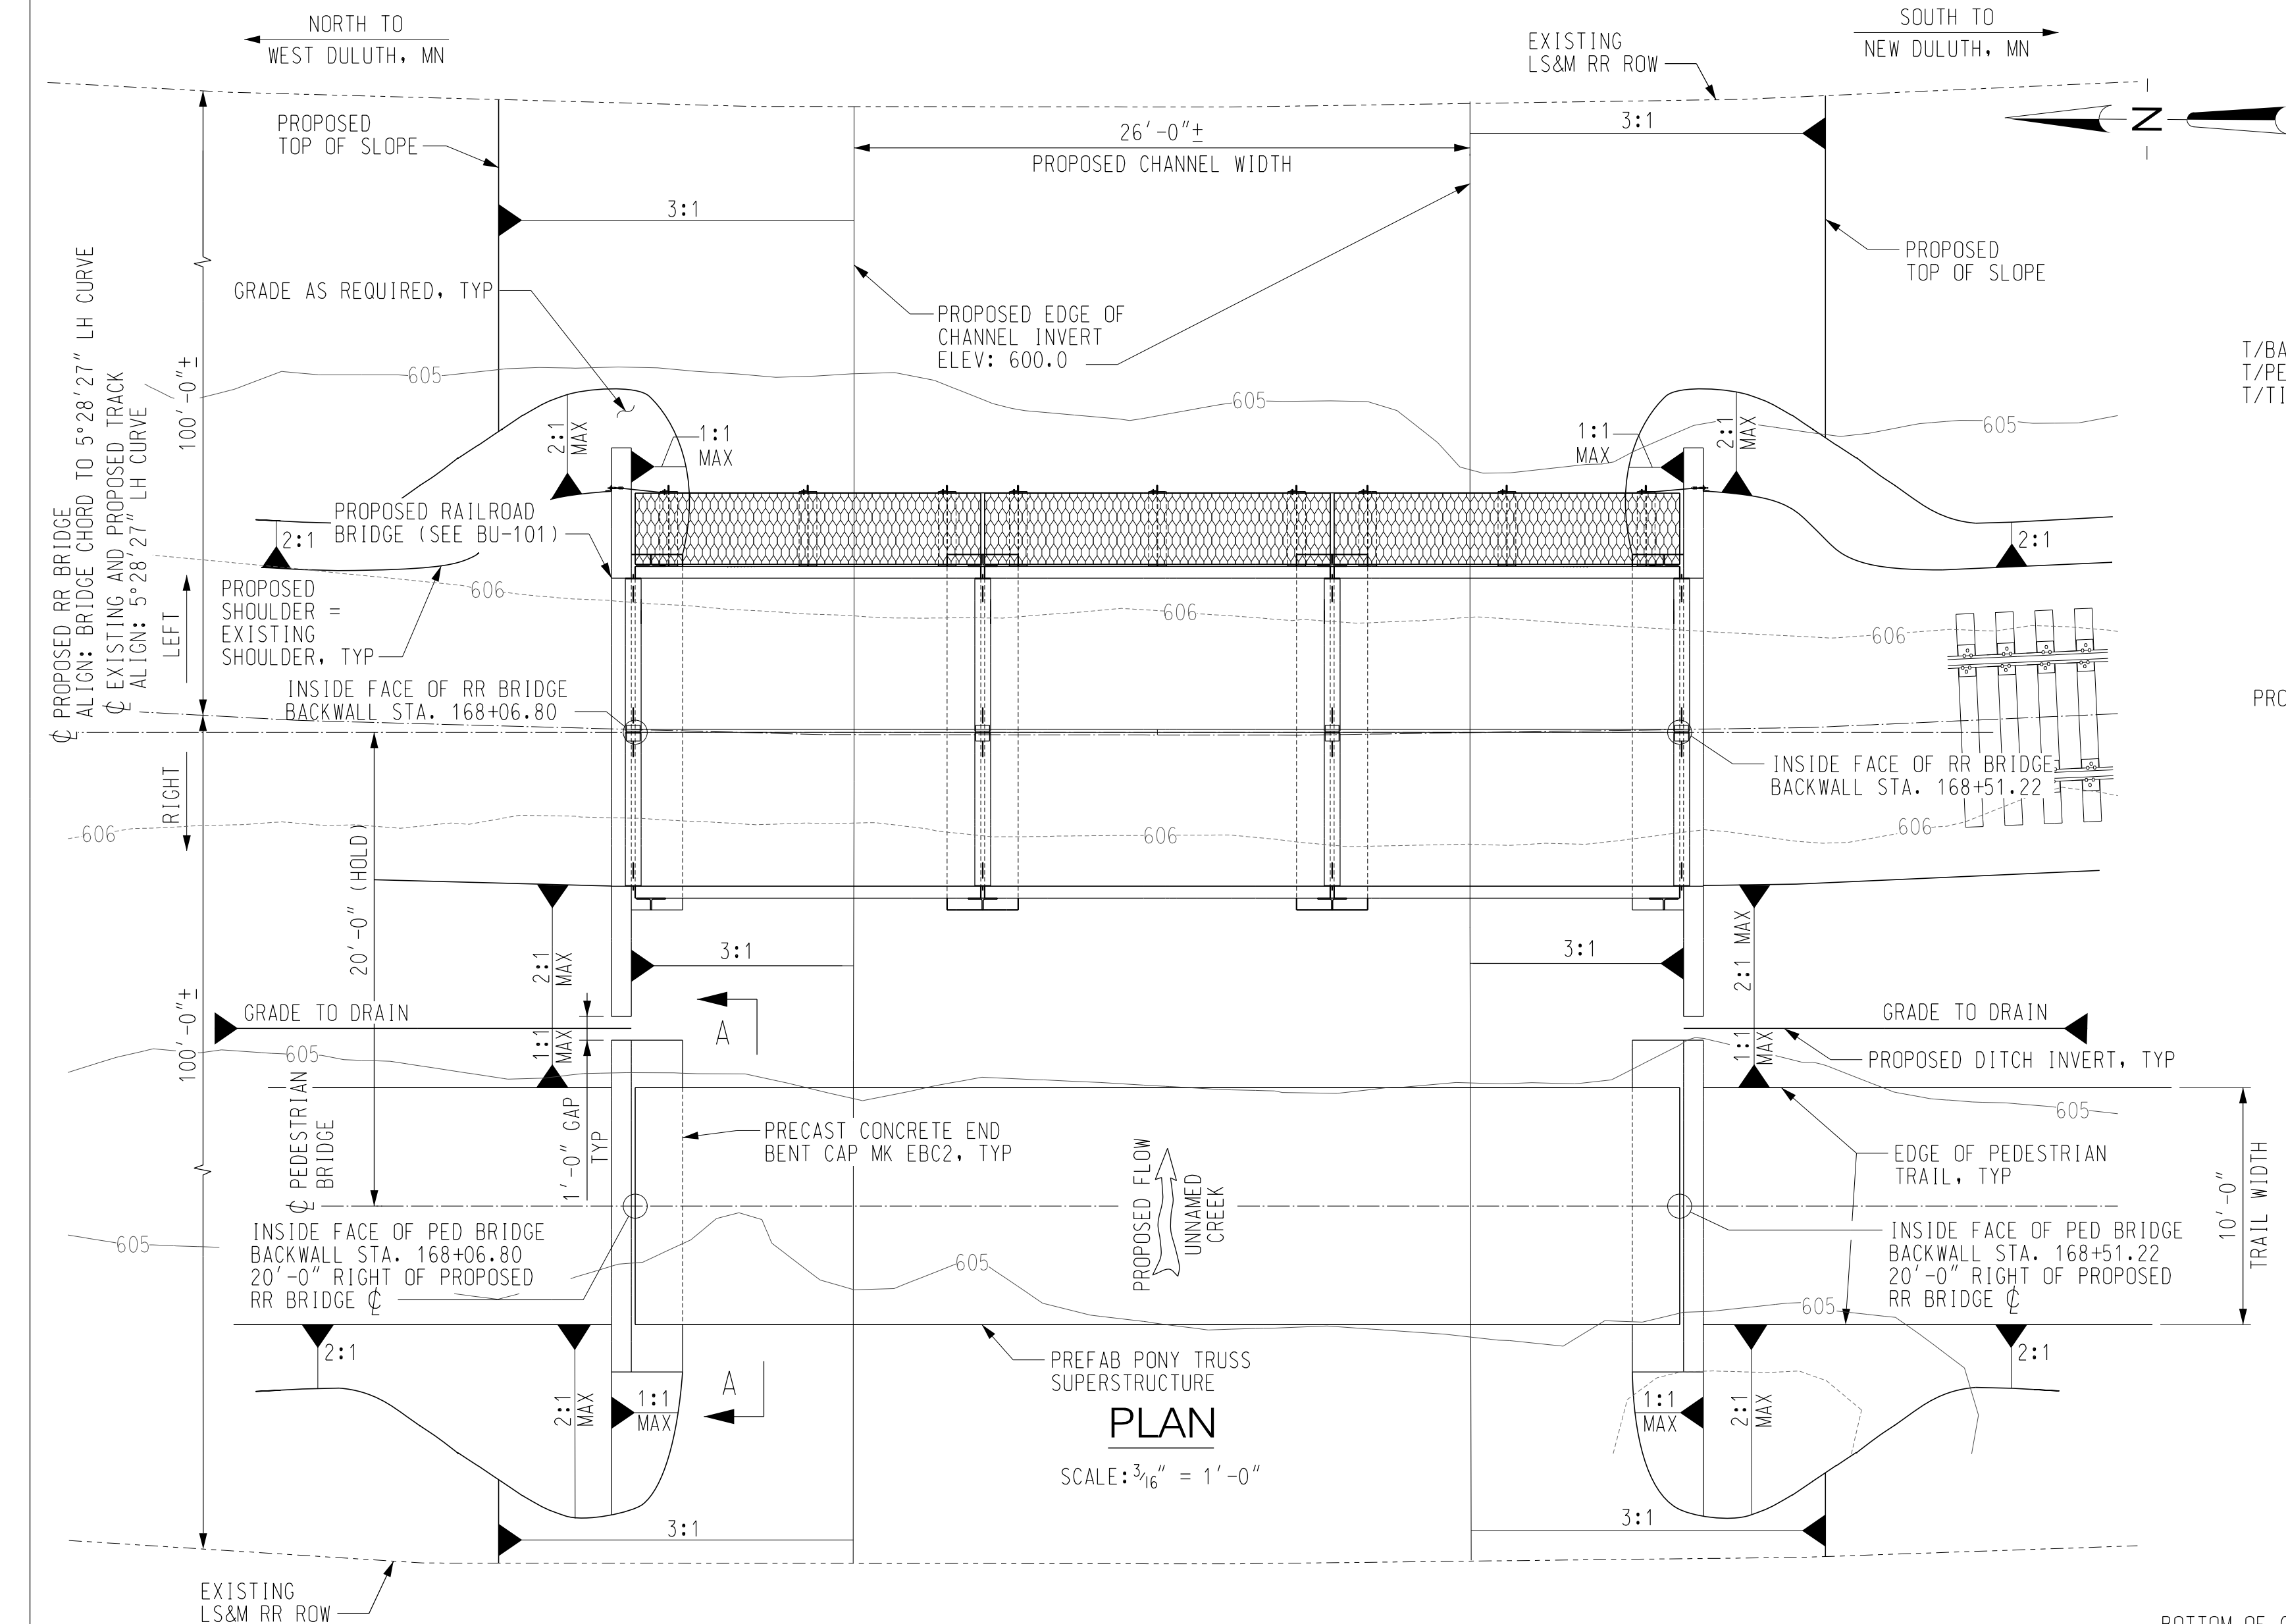 NORTH TO
WEST DULUTH, MN
SOUTH TO
NEW DULUTH, MN
EXISTING
LS&M RR ROW
N
PROPOSED
TOP OF SLOPE
26'-0"±
PROPOSED CHANNEL WIDTH
3:1
3:1
PROPOSED
TOP OF SLOPE
GRADE AS REQUIRED, TYP
PROPOSED EDGE OF
CHANNEL INVERT
ELEV: 600.0
T/BA
T/PE
T/TI
℄ PROPOSED RR BRIDGE
ALIGN: BRIDGE CHORD TO 5°28'27" LH CURVE
℄ EXISTING AND PROPOSED TRACK
ALIGN: 5°28'27" LH CURVE
100'-0"±
605
605
605
2:1
MAX
1:1
MAX
1:1
MAX
2:1
MAX
PROPOSED RAILROAD
BRIDGE (SEE BU-101)
2:1
2:1
PROPOSED
SHOULDER =
EXISTING
SHOULDER, TYP
LEFT
606
606
606
INSIDE FACE OF RR BRIDGE
BACKWALL STA. 168+06.80
PRO
INSIDE FACE OF RR BRIDGE
BACKWALL STA. 168+51.22
RIGHT
606
606
606
20'-0" (HOLD)
3:1
3:1
2:1
MAX
2:1 MAX
100'-0"±
GRADE TO DRAIN
A
GRADE TO DRAIN
1:1
MAX
1:1
MAX
PROPOSED DITCH INVERT, TYP
605
605
℄ PEDESTRIAN
BRIDGE
1'-0" GAP
TYP
PRECAST CONCRETE END
BENT CAP MK EBC2, TYP
PROPOSED FLOW
UNNAMED
CREEK
EDGE OF PEDESTRIAN
TRAIL, TYP
10'-0"
TRAIL WIDTH
INSIDE FACE OF PED BRIDGE
BACKWALL STA. 168+06.80
20'-0" RIGHT OF PROPOSED
RR BRIDGE ℄
605
605
605
INSIDE FACE OF PED BRIDGE
BACKWALL STA. 168+51.22
20'-0" RIGHT OF PROPOSED
RR BRIDGE ℄
2:1
2:1
MAX
1:1
MAX
A
PREFAB PONY TRUSS
SUPERSTRUCTURE
1:1
MAX
2:1
MAX
2:1
PLAN
SCALE: 3/16" = 1'-0"
3:1
3:1
EXISTING
LS&M RR ROW